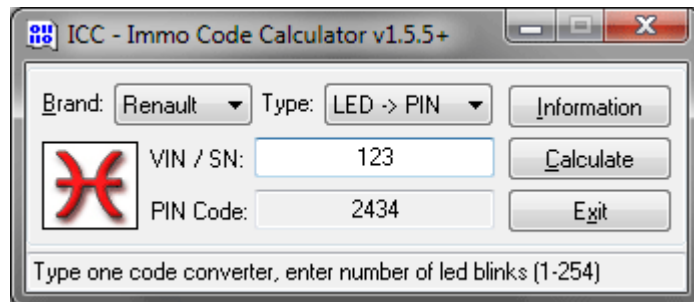 ICC - Immo Code Calculator v1.5.5+
Brand: Renault Type: LED -> PIN Information
VIN / SN: 123 Calculate
PIN Code: 2434 Exit
Type one code converter, enter number of led blinks (1-254)